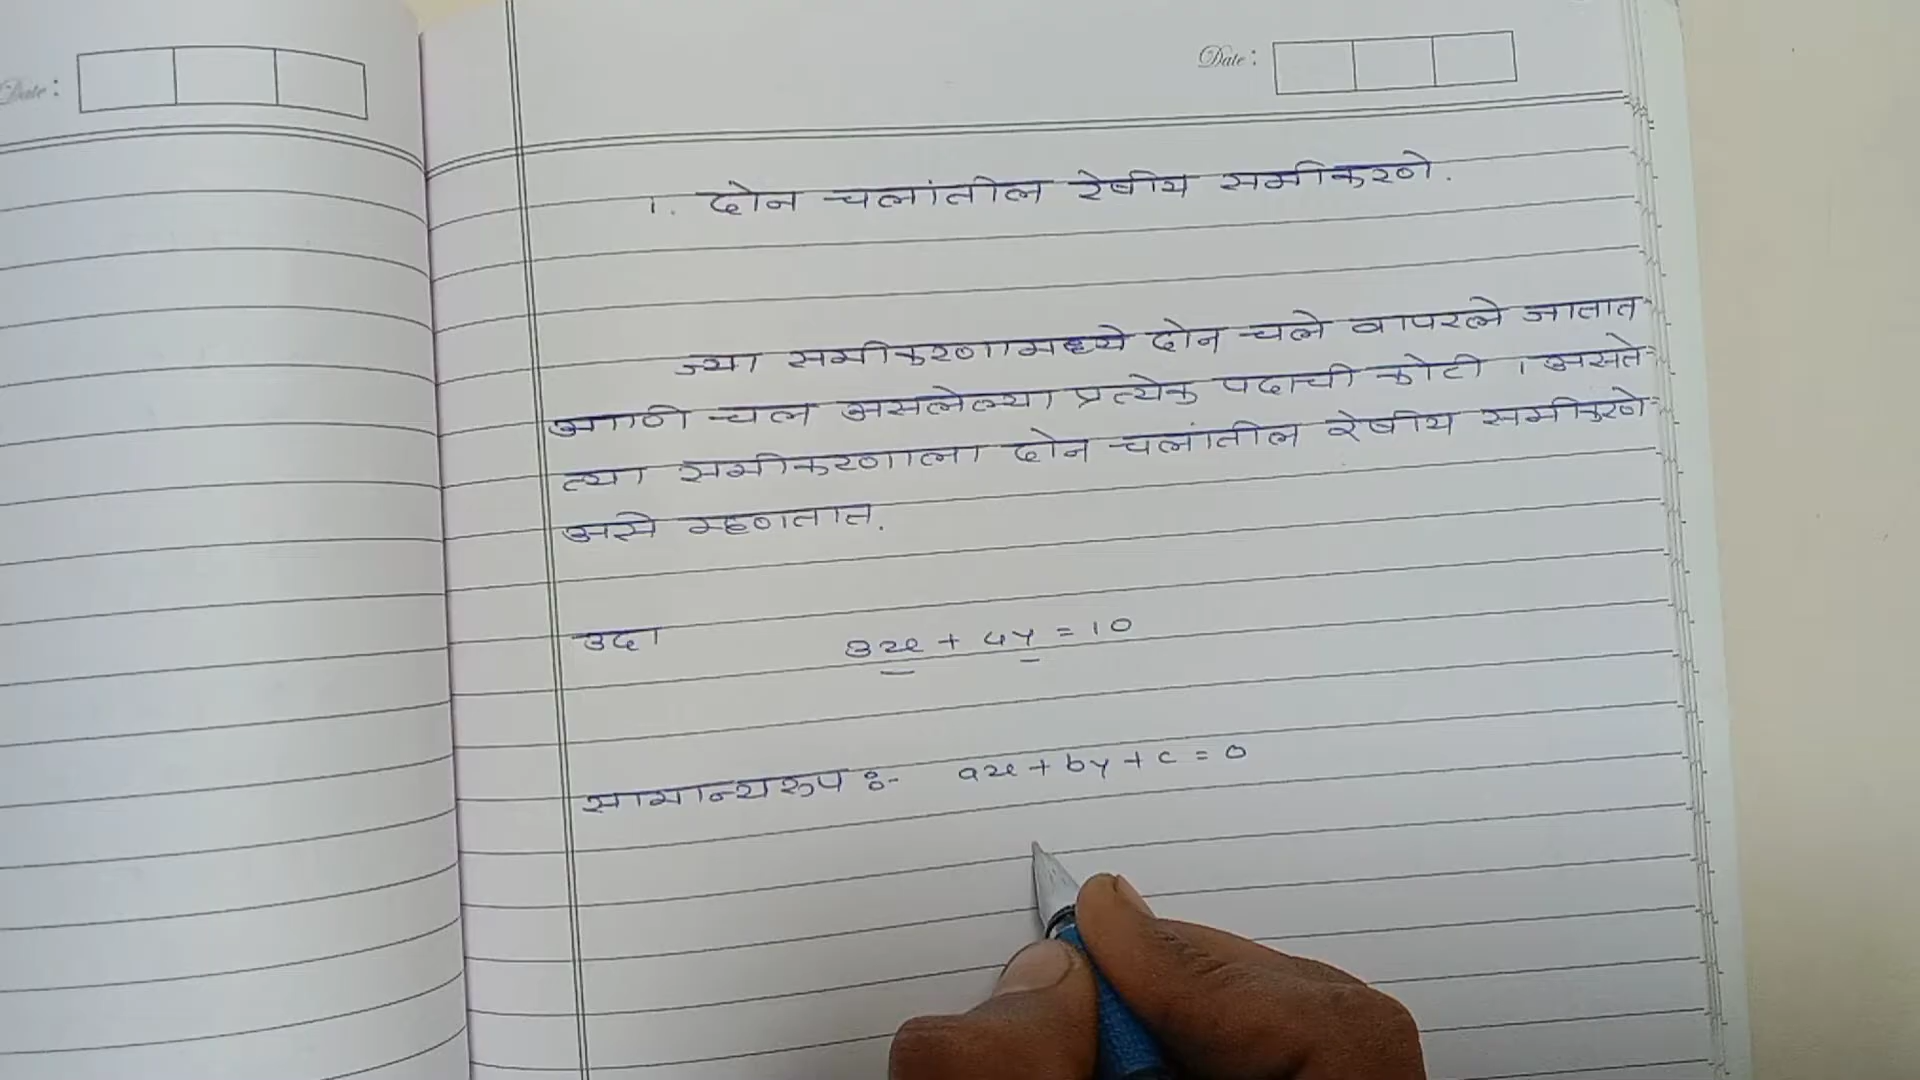 Date:
Date:
1. दोन चलांतील रेषीय समीकरणे.
ज्या समीकरणामध्ये दोन चले वापरले जातात
आणी चल असलेल्या प्रत्येक पदाची कोटी 1 असते
त्या समीकरणाला दोन चलांतील रेषीय समीकरणे
असे म्हणतात.
उदा 3x + 4y = 10
सामान्यरुप :- ax + by + c = 0